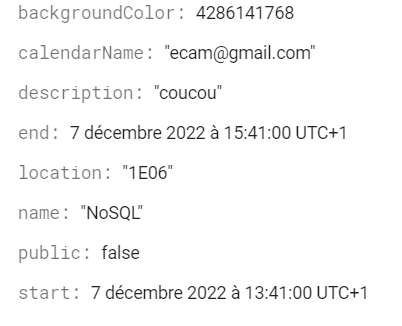 backgroundColor: 4286141768
calendarName: "ecam@gmail.com"
description: "coucou"
end: 7 décembre 2022 à 15:41:00 UTC+1
location: "1E06"
name: "NoSQL"
public: false
start: 7 décembre 2022 à 13:41:00 UTC+1